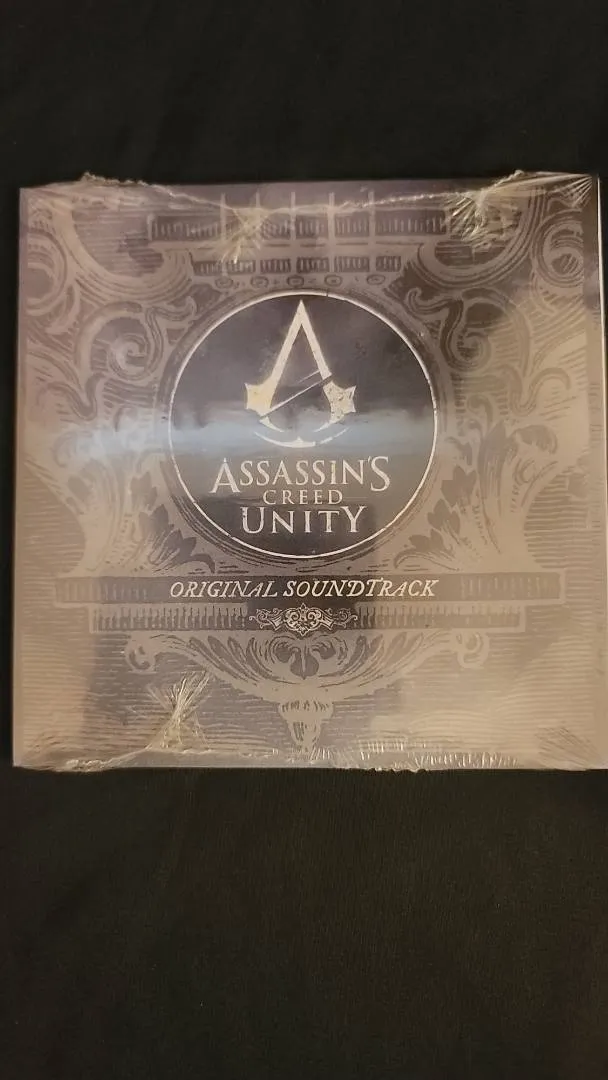 ASSASSIN'S
CREED
UNITY
ORIGINAL SOUNDTRACK